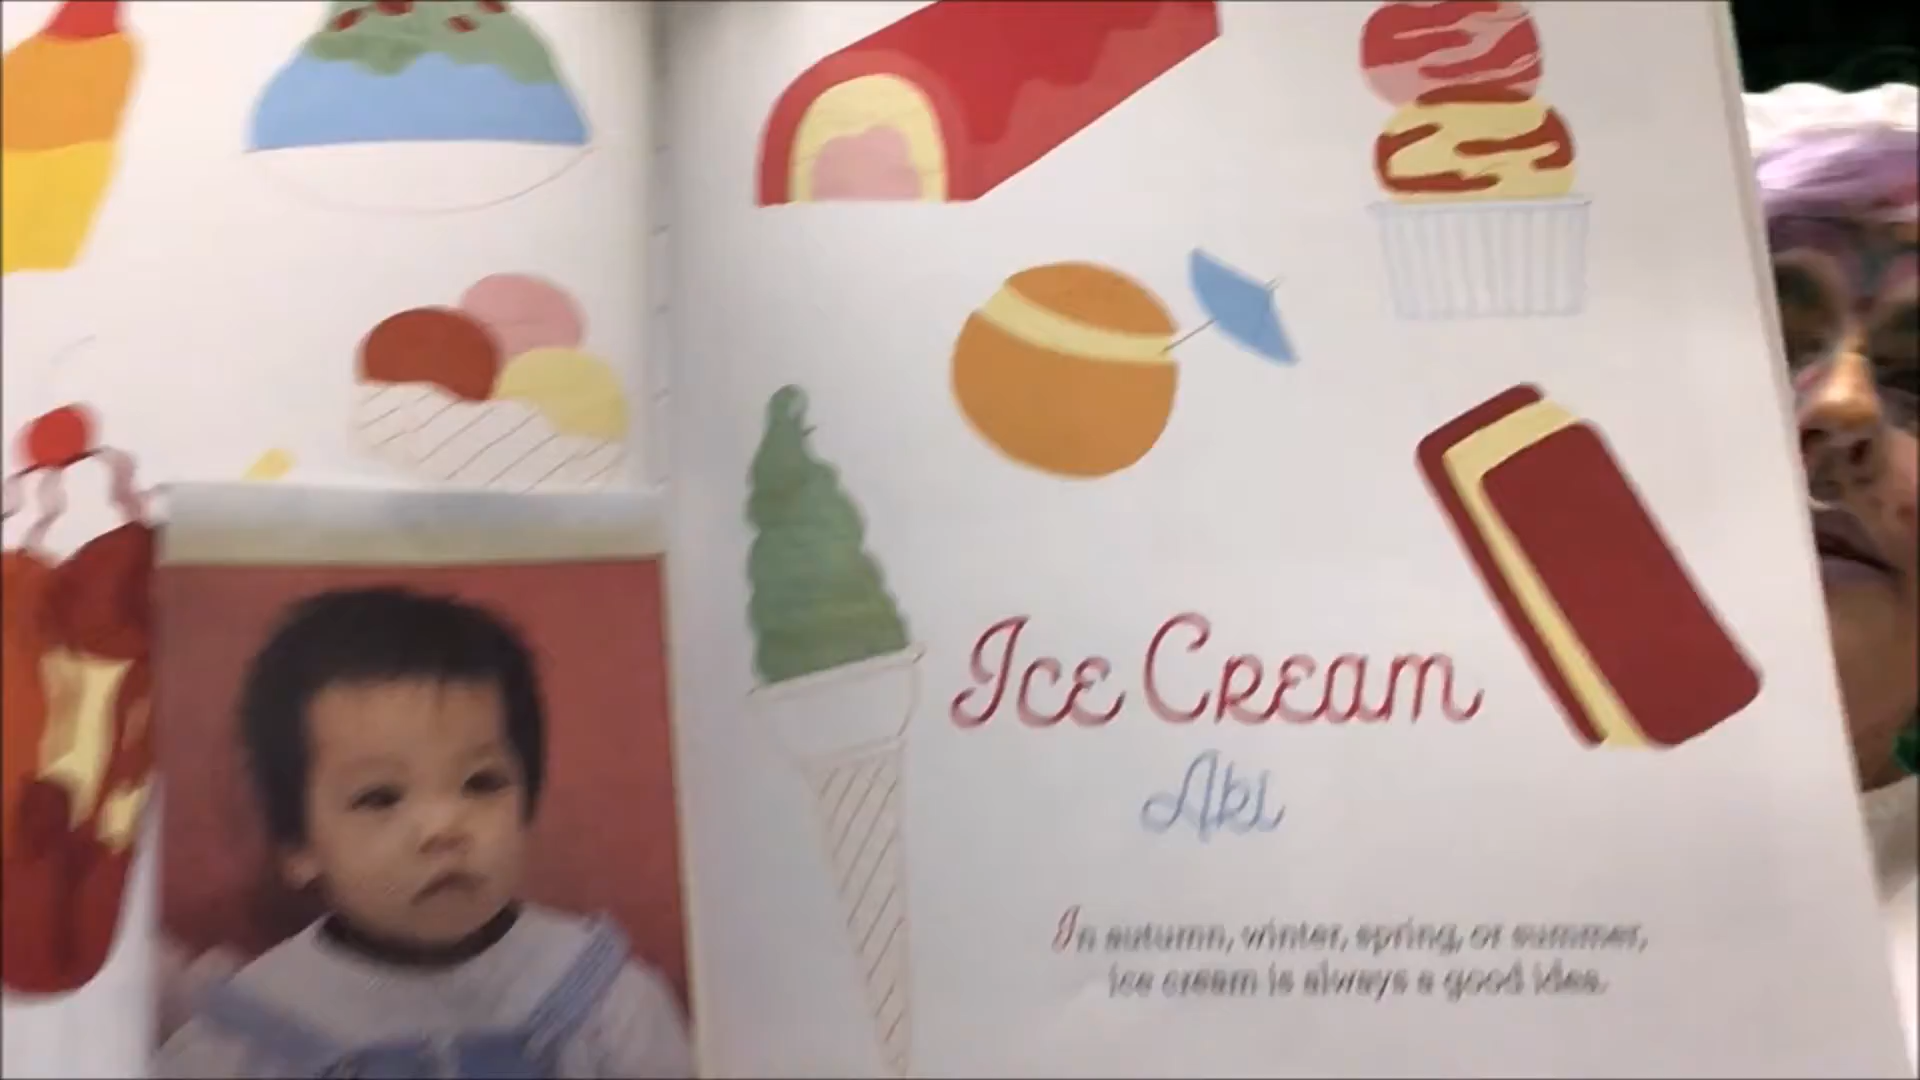 Ice Cream
Aki
In autumn, winter, spring, or summer,
ice cream is always a good idea.